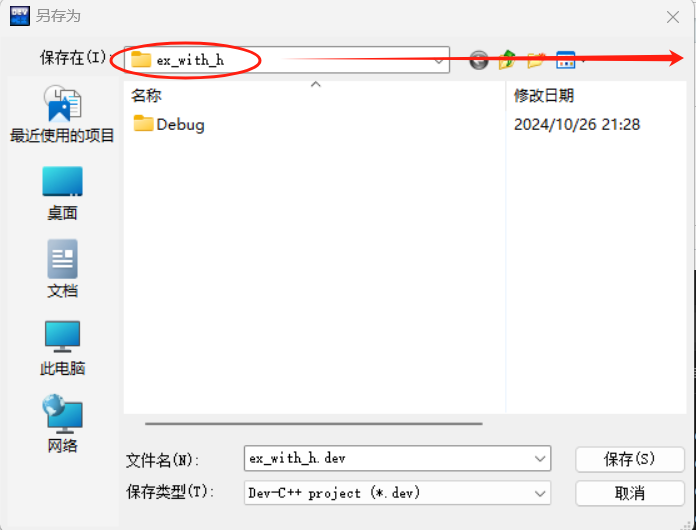 DEV
另存为
保存在(I):
ex_with_h
名称
修改日期
Debug
2024/10/26 21:28
最近使用的项目
桌面
文档
此电脑
网络
文件名(N):
ex_with_h.dev
保存(S)
保存类型(T):
Dev-C++ project (*.dev)
取消